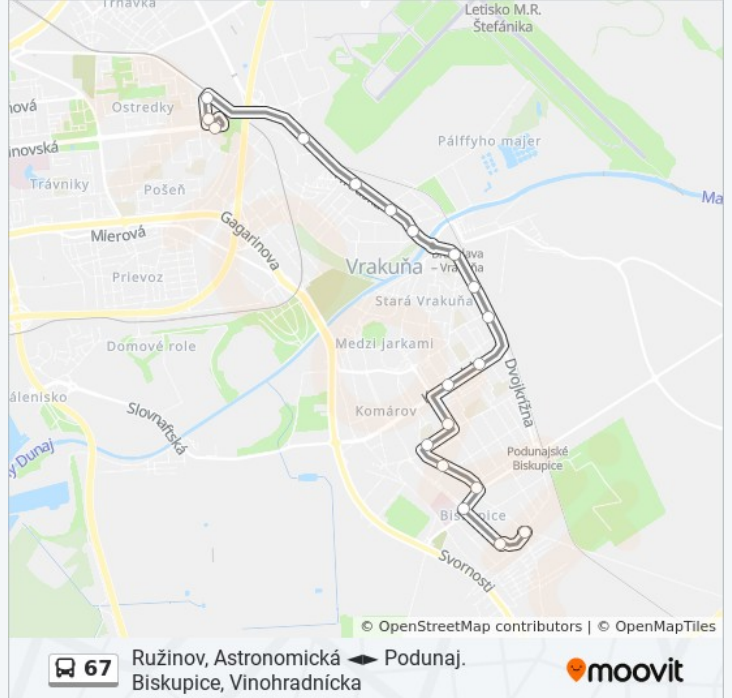 Trnávka
Letisko M.R.
Štefánika
nová
Ostredky
inovská
Pálffyho majer
Trávniky
Pošeň
Ma
Mierová
Gagarinova
Prievoz
Vrakuňa
– Vrakuňa
Stará Vrakuňa
Domové role
Medzi jarkami
Dvojkrížna
álenisko
Slovnaftská
Komárov
y Dunaj
Podunajské
Biskupice
Biskupice
Svornosti
© OpenStreetMap contributors | © OpenMapTiles
67
Ružinov, Astronomická ◄► Podunaj.
Biskupice, Vinohradnícka
moovit